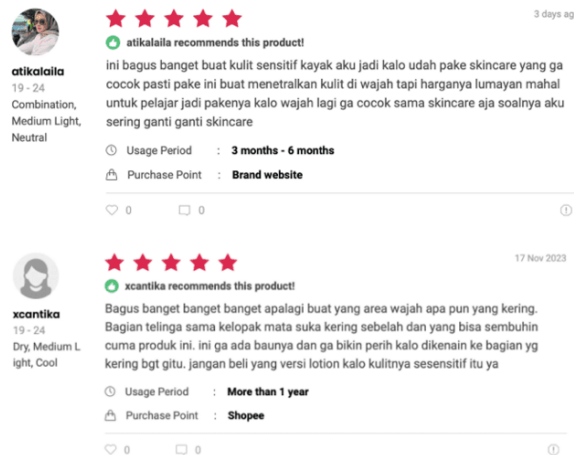 3 days ag
atikalaila recommends this product!
ini bagus banget buat kulit sensitif kayak aku jadi kalo udah pake skincare yang ga
cocok pasti pake ini buat menetralkan kulit di wajah tapi harganya lumayan mahal
untuk pelajar jadi pakenya kalo wajah lagi ga cocok sama skincare aja soalnya aku
sering ganti ganti skincare
atikalaila
19 - 24
Combination,
Medium Light,
Neutral
Usage Period : 3 months - 6 months
Purchase Point : Brand website
0 0
17 Nov 2023
xcantika recommends this product!
Bagus banget banget banget apalagi buat yang area wajah apa pun yang kering.
Bagian telinga sama kelopak mata suka kering sebelah dan yang bisa sembuhin
cuma produk ini. ini ga ada baunya dan ga bikin perih kalo dikenain ke bagian yg
kering bgt gitu. jangan beli yang versi lotion kalo kulitnya sesensitif itu ya
xcantika
19 - 24
Dry, Medium L
ight, Cool
Usage Period : More than 1 year
Purchase Point : Shopee
0 0